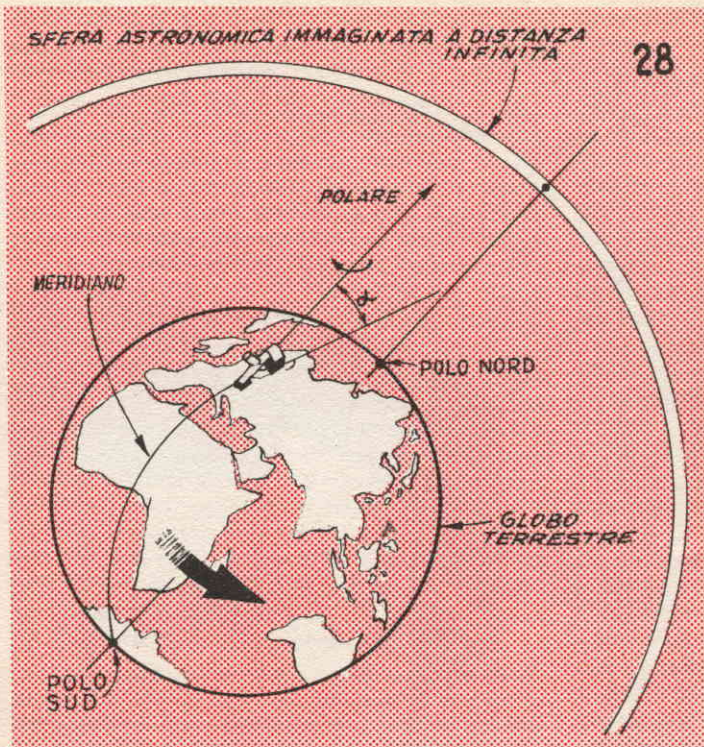 SFERA ASTRONOMICA IMMAGINATA A DISTANZA
INFINITA
28
POLARE
α
MERIDIANO
POLO NORD
GLOBO
TERRESTRE
POLO
SUD